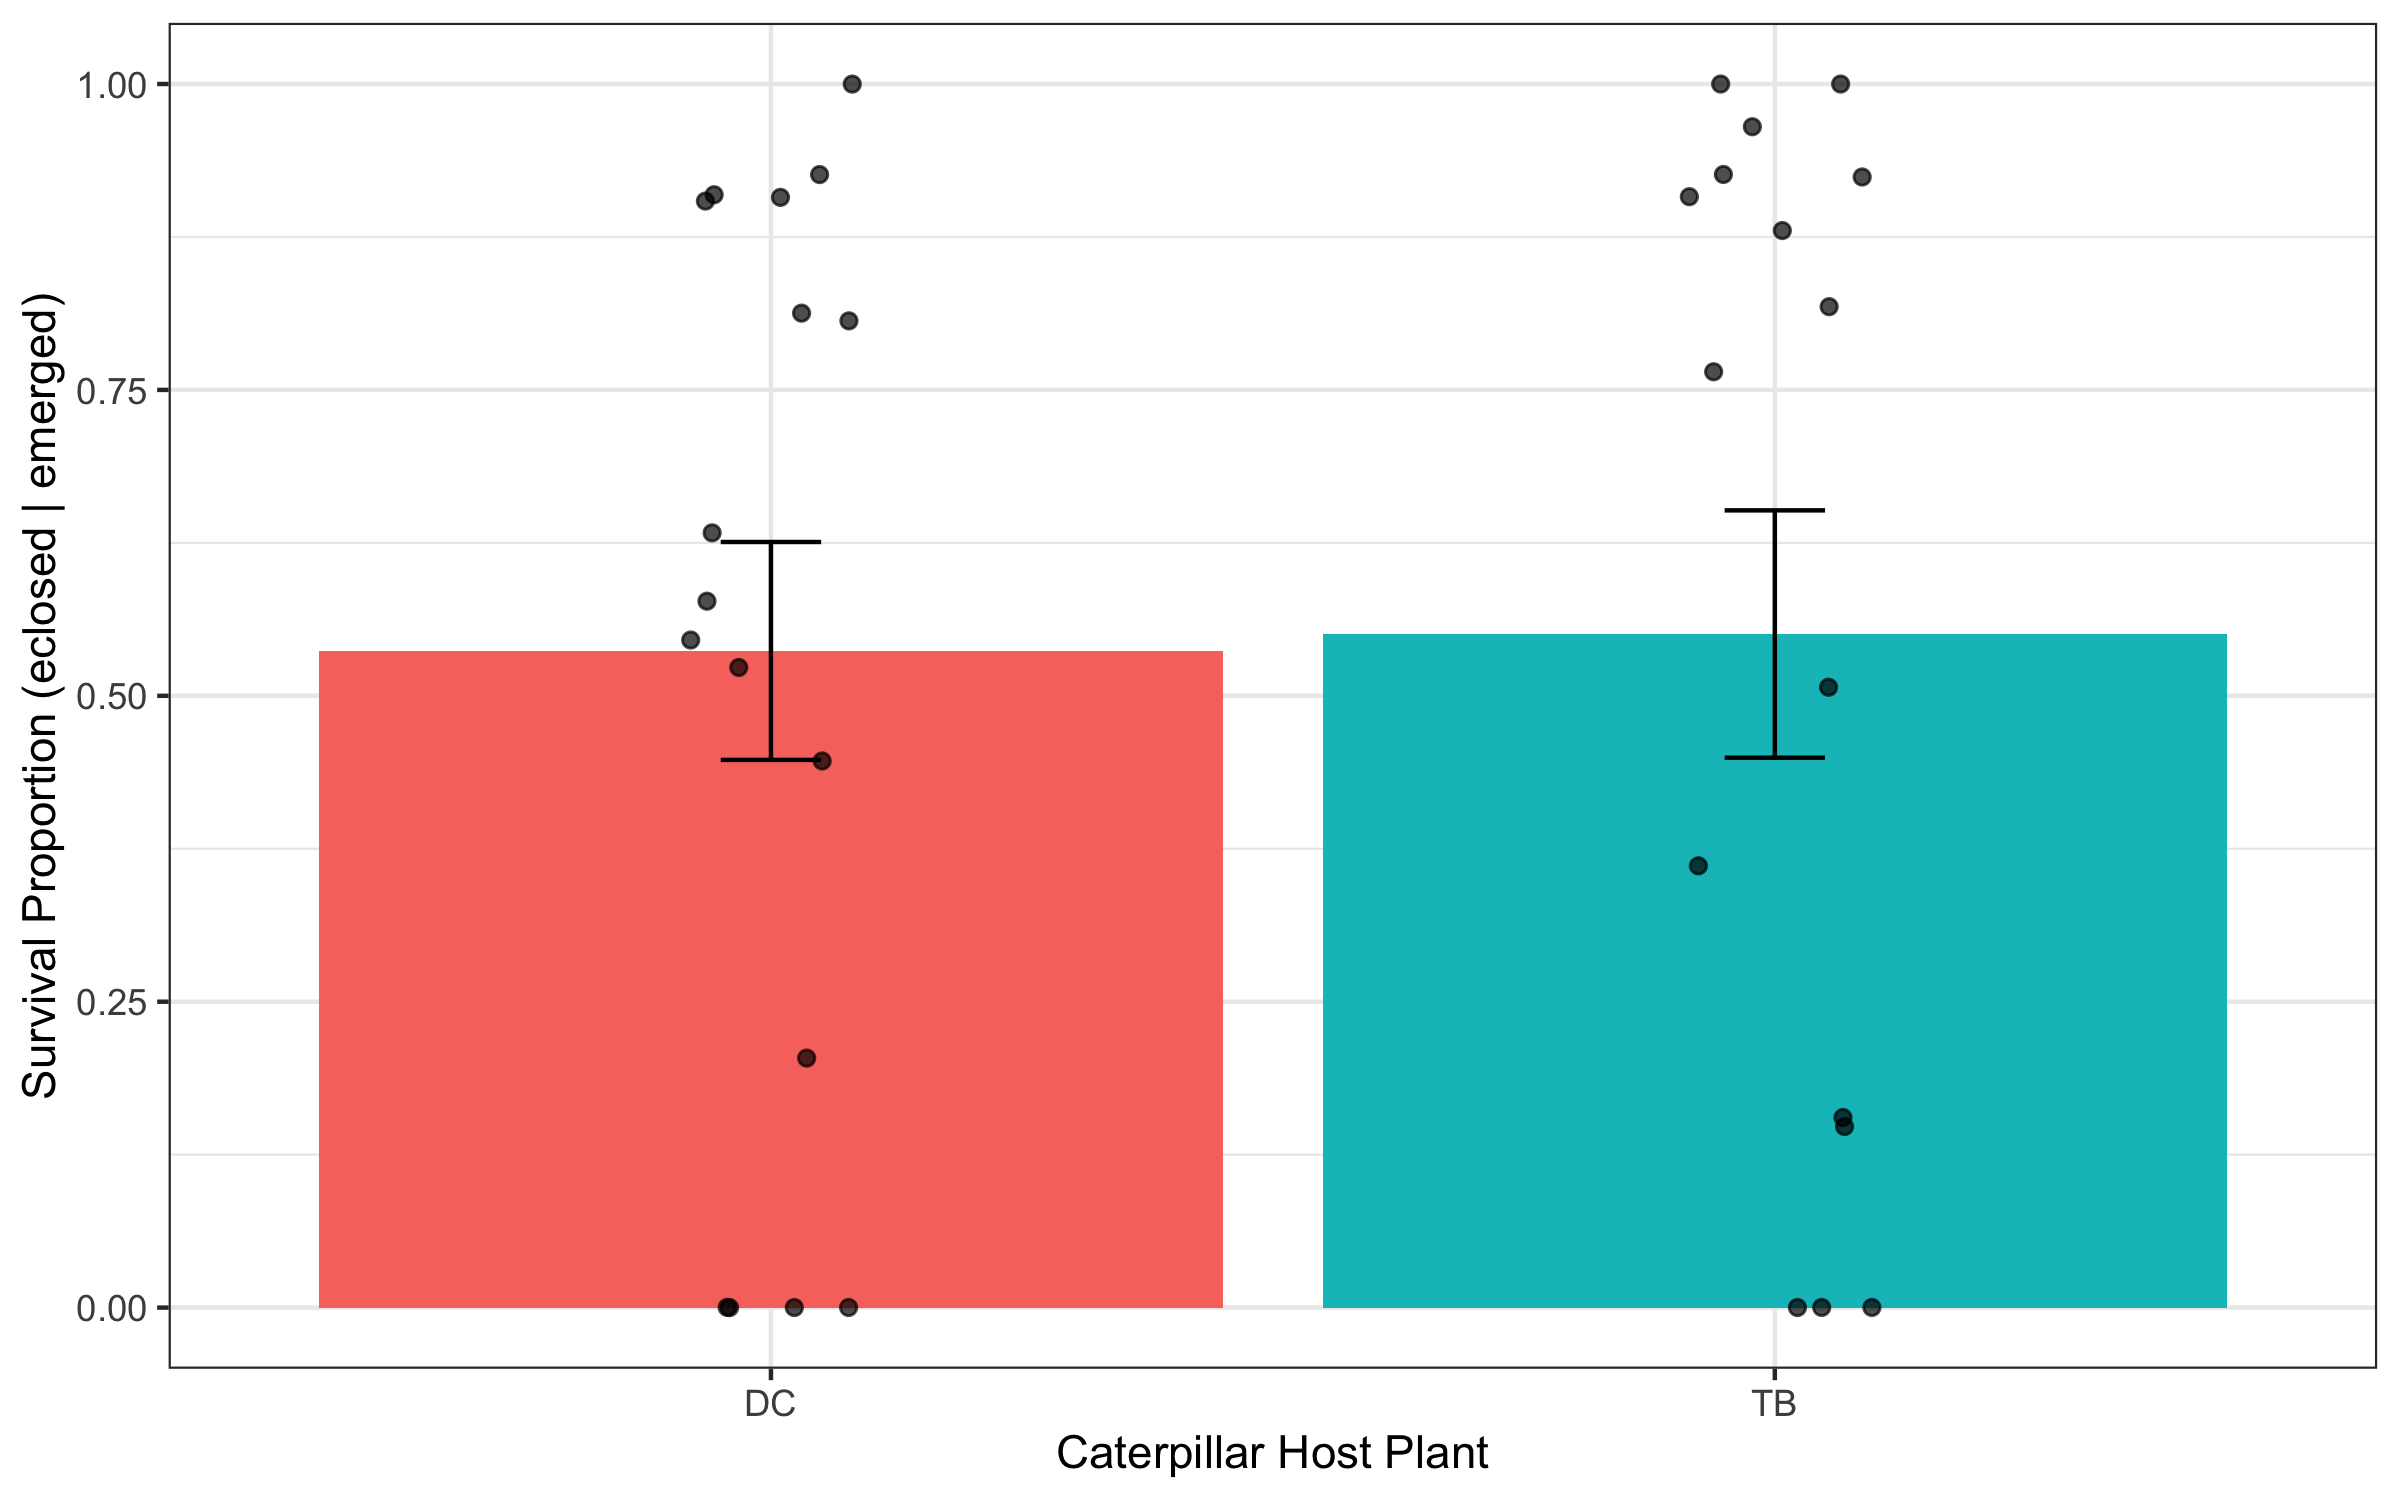 Survival Proportion (eclosed | emerged)
1.00
0.75
0.50
0.25
0.00
DC
TB
Caterpillar Host Plant